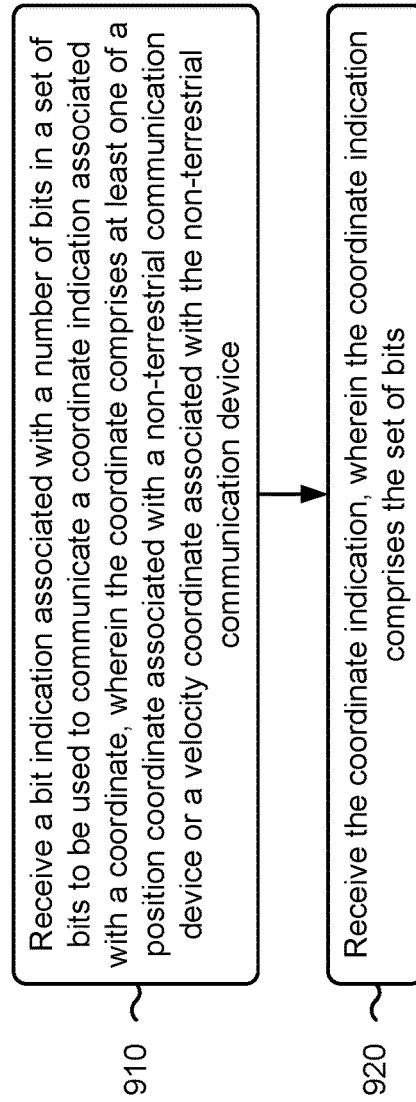 Receive a bit indication associated with a number of bits in a set of
bits to be used to communicate a coordinate indication associated
with a coordinate, wherein the coordinate comprises at least one of a
position coordinate associated with a non-terrestrial communication
device or a velocity coordinate associated with the non-terrestrial
communication device
910
Receive the coordinate indication, wherein the coordinate indication
comprises the set of bits
920